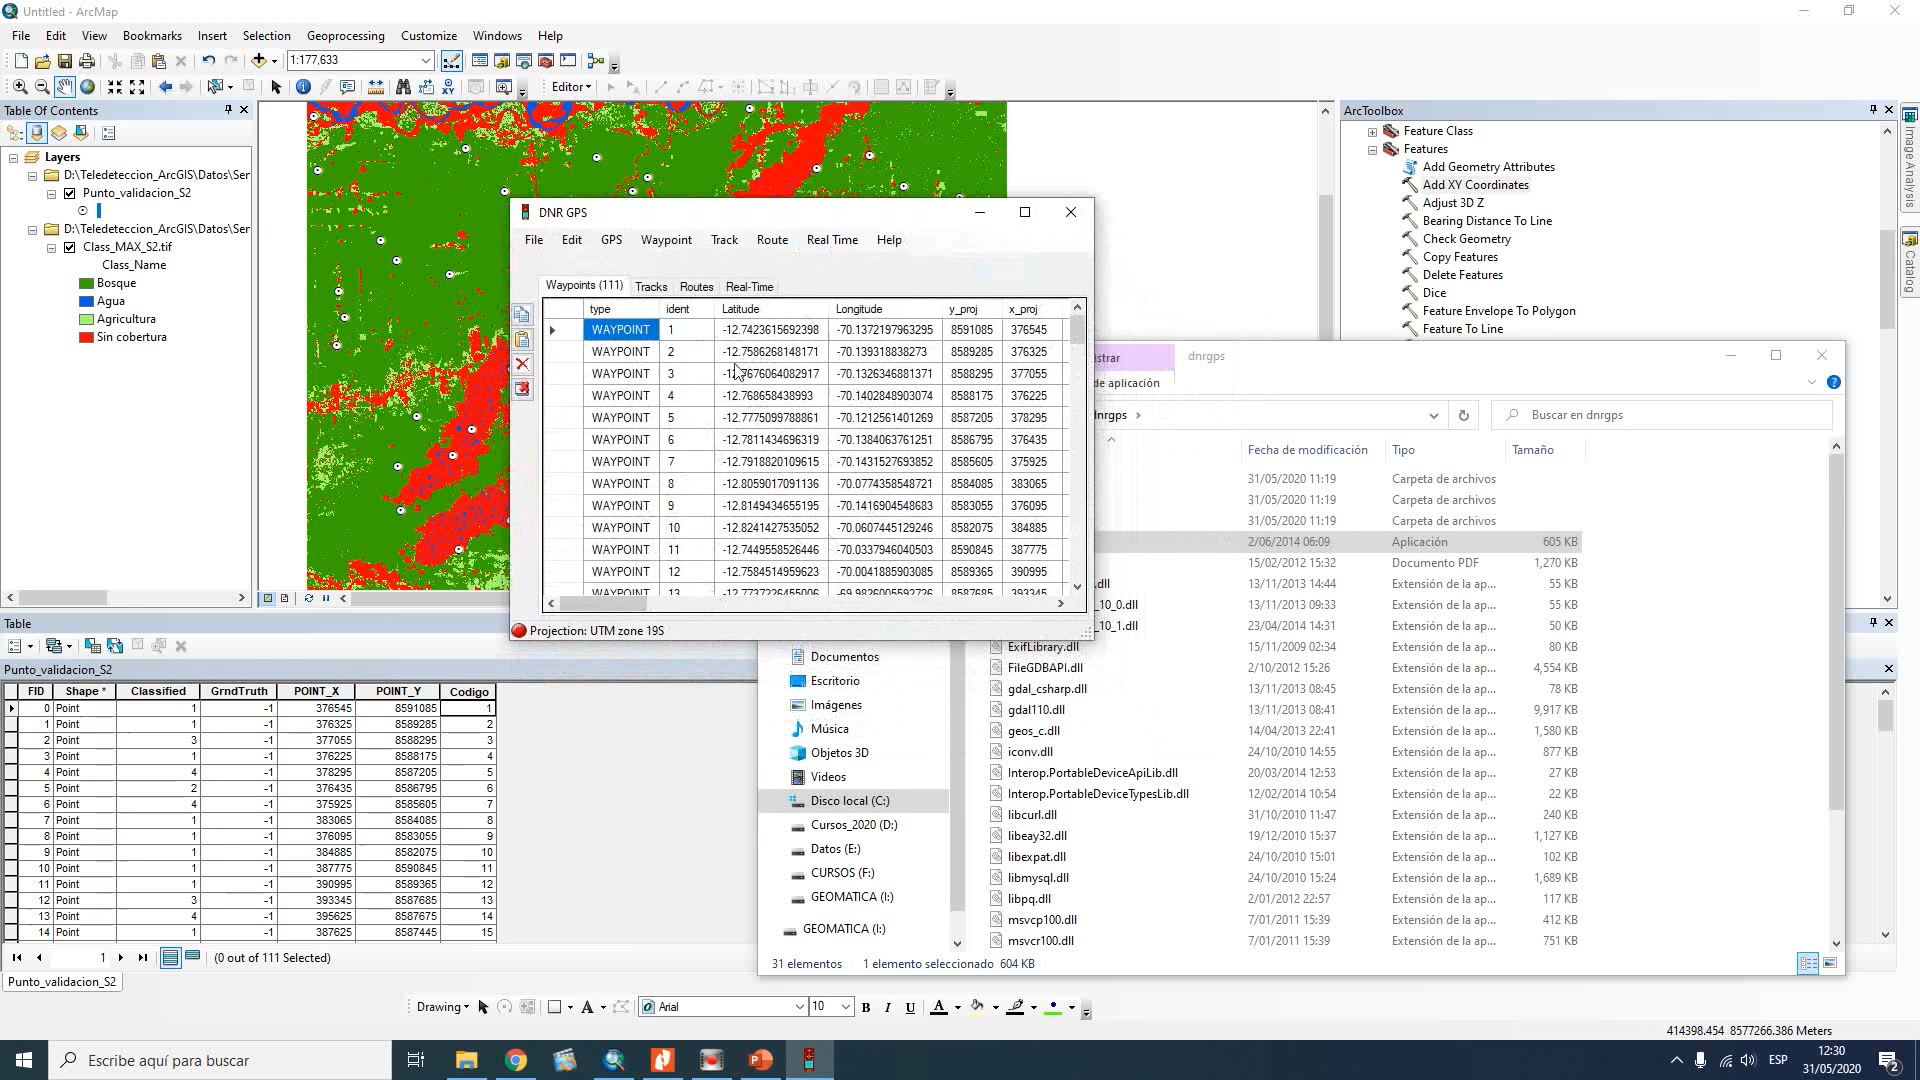 Untitled - ArcMap
File Edit View Bookmarks Insert Selection Geoprocessing Customize Windows Help
1:177,633
Editor
Table Of Contents
Layers
D:\Teledeteccion_ArcGIS\Datos\Ser
Punto_validacion_S2
D:\Teledeteccion_ArcGIS\Datos\Ser
Class_MAX_S2.tif
Class_Name
Bosque
Agua
Agricultura
Sin cobertura
ArcToolbox
Feature Class
Features
Add Geometry Attributes
Add XY Coordinates
Adjust 3D Z
Bearing Distance To Line
Check Geometry
Copy Features
Delete Features
Dice
Feature Envelope To Polygon
Feature To Line
Image Analysis
Catalog
DNR GPS
File Edit GPS Waypoint Track Route Real Time Help
Waypoints (111) Tracks Routes Real-Time
type ident Latitude Longitude y_proj x_proj
WAYPOINT 1 -12.7423615692398 -70.1372197963295 8591085 376545
WAYPOINT 2 -12.7586268148171 -70.139318838273 8589285 376325
WAYPOINT 3 -12.7676064082917 -70.1326346881371 8588295 377055
WAYPOINT 4 -12.768658438993 -70.1402848903074 8588175 376225
WAYPOINT 5 -12.7775099788861 -70.1212561401269 8587205 378295
WAYPOINT 6 -12.7811434696319 -70.1384063761251 8586795 376435
WAYPOINT 7 -12.7918820109615 -70.1431527693852 8585605 375925
WAYPOINT 8 -12.8059017091136 -70.0774358548721 8584085 383065
WAYPOINT 9 -12.8149434655195 -70.1416904548683 8583055 376095
WAYPOINT 10 -12.8241427535052 -70.0607445129246 8582075 384885
WAYPOINT 11 -12.7449558526446 -70.0337946040503 8590845 387775
WAYPOINT 12 -12.7584514959623 -70.0041885903085 8589365 390995
WAYPOINT 13 -12.7737226455006 -69.9826005592726 8587685 393345
Projection: UTM zone 19S
istrar dnrgps
de aplicación
dnrgps
Buscar en dnrgps
Fecha de modificación Tipo Tamaño
31/05/2020 11:19 Carpeta de archivos
31/05/2020 11:19 Carpeta de archivos
31/05/2020 11:19 Carpeta de archivos
2/06/2014 06:09 Aplicación 605 KB
15/02/2012 15:32 Documento PDF 1,270 KB
.dll 13/11/2013 14:44 Extensión de la ap... 55 KB
_10_0.dll 13/11/2013 09:33 Extensión de la ap... 55 KB
_10_1.dll 23/04/2014 14:31 Extensión de la ap... 50 KB
ExifLibrary.dll 15/11/2009 02:34 Extensión de la ap... 80 KB
FileGDBAPI.dll 2/10/2012 15:26 Extensión de la ap... 4,554 KB
gdal_csharp.dll 13/11/2013 08:45 Extensión de la ap... 78 KB
gdal110.dll 13/11/2013 08:41 Extensión de la ap... 9,917 KB
geos_c.dll 14/04/2013 22:41 Extensión de la ap... 1,580 KB
iconv.dll 24/10/2010 14:55 Extensión de la ap... 877 KB
Interop.PortableDeviceApiLib.dll 20/03/2014 12:53 Extensión de la ap... 27 KB
Interop.PortableDeviceTypesLib.dll 12/02/2014 10:54 Extensión de la ap... 22 KB
libcurl.dll 31/10/2010 11:47 Extensión de la ap... 240 KB
libeay32.dll 19/12/2010 15:37 Extensión de la ap... 1,127 KB
libexpat.dll 24/10/2010 15:01 Extensión de la ap... 102 KB
libmysql.dll 24/10/2010 15:24 Extensión de la ap... 1,689 KB
libpq.dll 2/01/2012 22:57 Extensión de la ap... 117 KB
msvcp100.dll 7/01/2011 15:39 Extensión de la ap... 412 KB
msvcr100.dll 7/01/2011 15:39 Extensión de la ap... 751 KB
Documentos
Escritorio
Imágenes
Música
Objetos 3D
Videos
Disco local (C:)
Cursos_2020 (D:)
Datos (E:)
CURSOS (F:)
GEOMATICA (I:)
GEOMATICA (I:)
31 elementos 1 elemento seleccionado 604 KB
Table
Punto_validacion_S2
FID Shape * Classified GrndTruth POINT_X POINT_Y Codigo
0 Point 1 -1 376545 8591085 1
1 Point 1 -1 376325 8589285 2
2 Point 3 -1 377055 8588295 3
3 Point 1 -1 376225 8588175 4
4 Point 4 -1 378295 8587205 5
5 Point 2 -1 376435 8586795 6
6 Point 4 -1 375925 8585605 7
7 Point 1 -1 383065 8584085 8
8 Point 1 -1 376095 8583055 9
9 Point 1 -1 384885 8582075 10
10 Point 1 -1 387775 8590845 11
11 Point 1 -1 390995 8589365 12
12 Point 3 -1 393345 8587685 13
13 Point 4 -1 395625 8587675 14
14 Point 1 -1 387625 8587445 15
1 (0 out of 111 Selected)
Punto_validacion_S2
Drawing Arial 10 B I U A
414398.454 8577266.386 Meters
Escribe aquí para buscar
ESP
12:30
31/05/2020
2